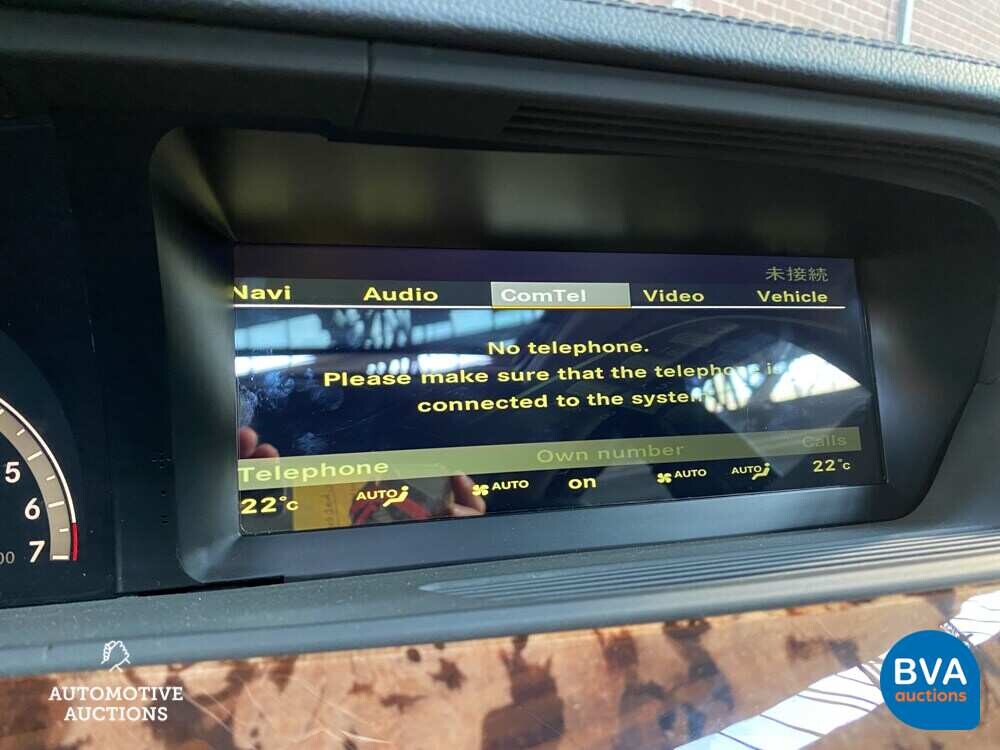 未接続
Navi Audio ComTel Video Vehicle
No telephone.
Please make sure that the telephone is
connected to the system.
Telephone Own number Calls
22°c AUTO AUTO on AUTO AUTO 22°c
5
6
7
00
AUTOMOTIVE
AUCTIONS
BVA
auctions